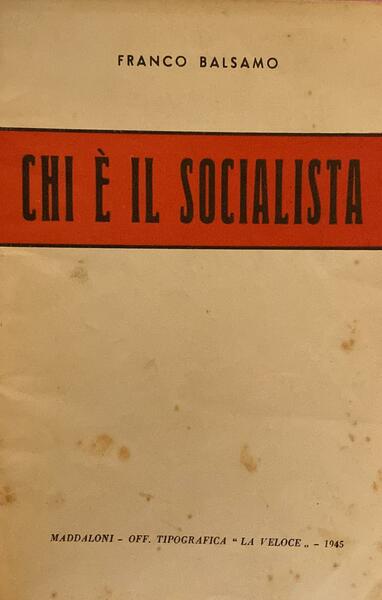 FRANCO BALSAMO
CHI È IL SOCIALISTA
MADDALONI - OFF. TIPOGRAFICA “ LA VELOCE „ - 1945